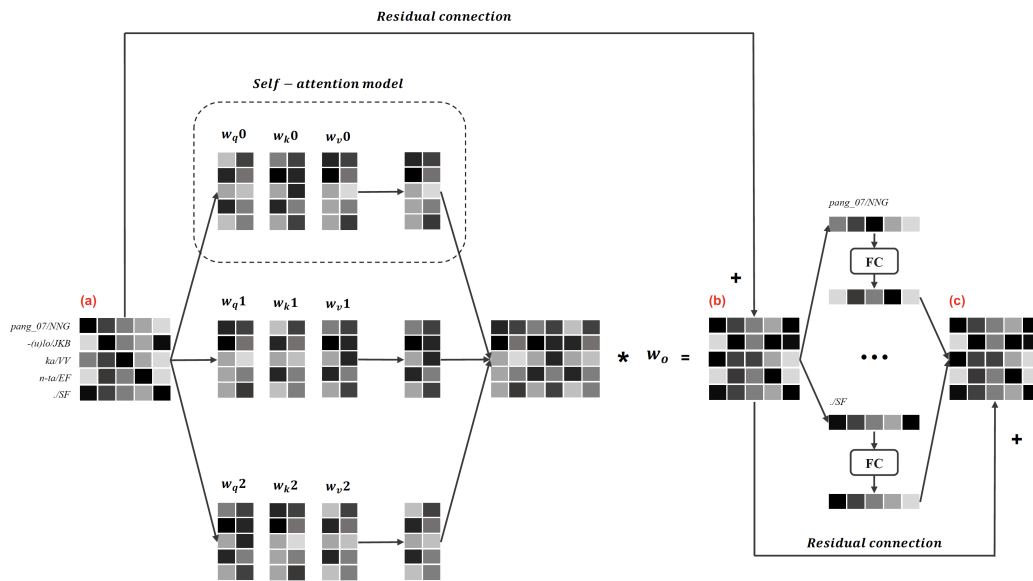 Residual connection
Self − attention model
w_q0 w_k0 w_v0
pang_07/NNG
FC
+
(a) w_q1 w_k1 w_v1 (b) (c)
pang_07/NNG
-(u)lo/JKB
ka/VV
n-ta/EF
./SF
* w_o =
•••
./SF
FC
+
w_q2 w_k2 w_v2
Residual connection